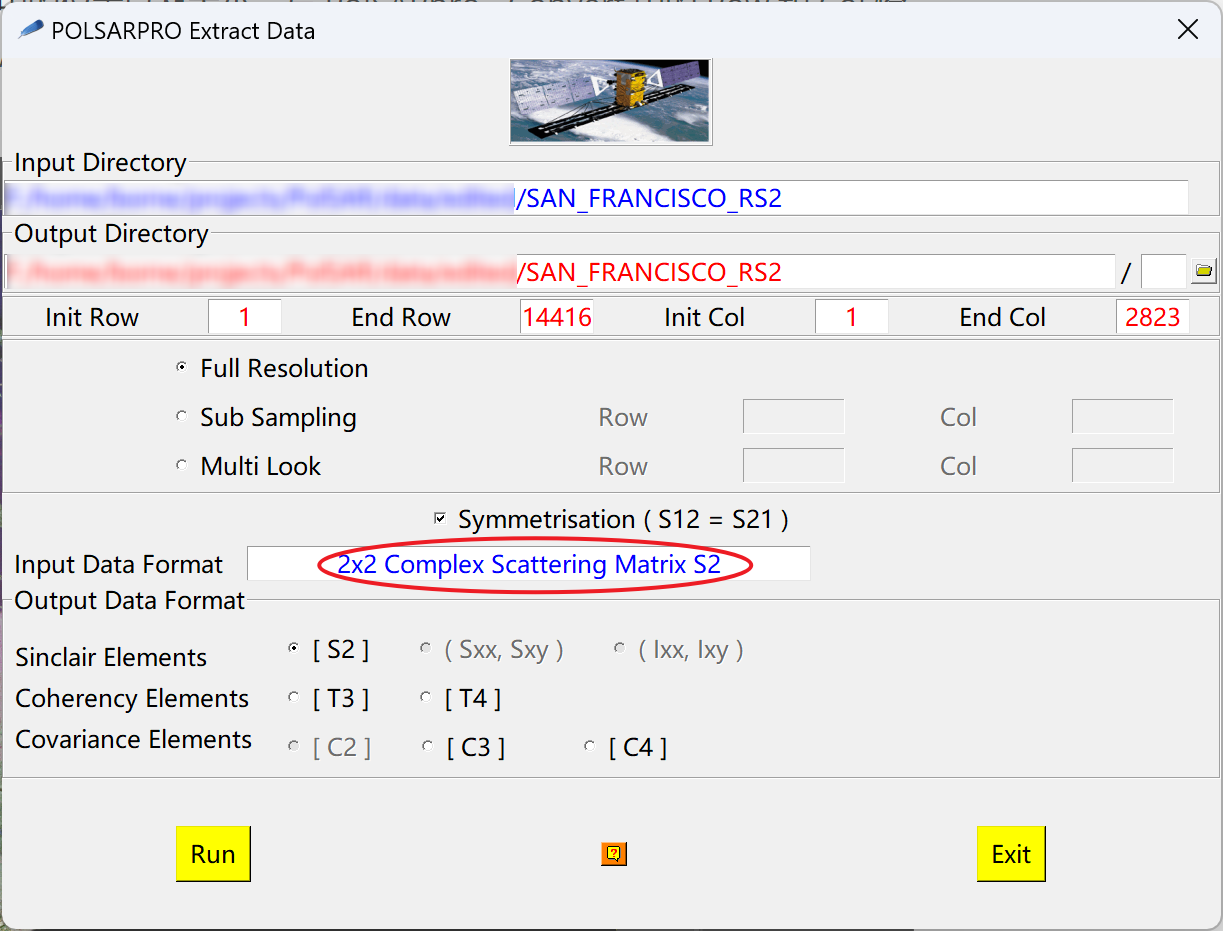 POLSARPRO Extract Data
Input Directory
/SAN_FRANCISCO_RS2
Output Directory
/SAN_FRANCISCO_RS2 /
Init Row 1 End Row 14416 Init Col 1 End Col 2823
Full Resolution
Sub Sampling Row Col
Multi Look Row Col
Symmetrisation ( S12 = S21 )
Input Data Format 2x2 Complex Scattering Matrix S2
Output Data Format
Sinclair Elements [ S2 ] ( Sxx, Sxy ) ( Ixx, Ixy )
Coherency Elements [ T3 ] [ T4 ]
Covariance Elements [ C2 ] [ C3 ] [ C4 ]
Run ? Exit